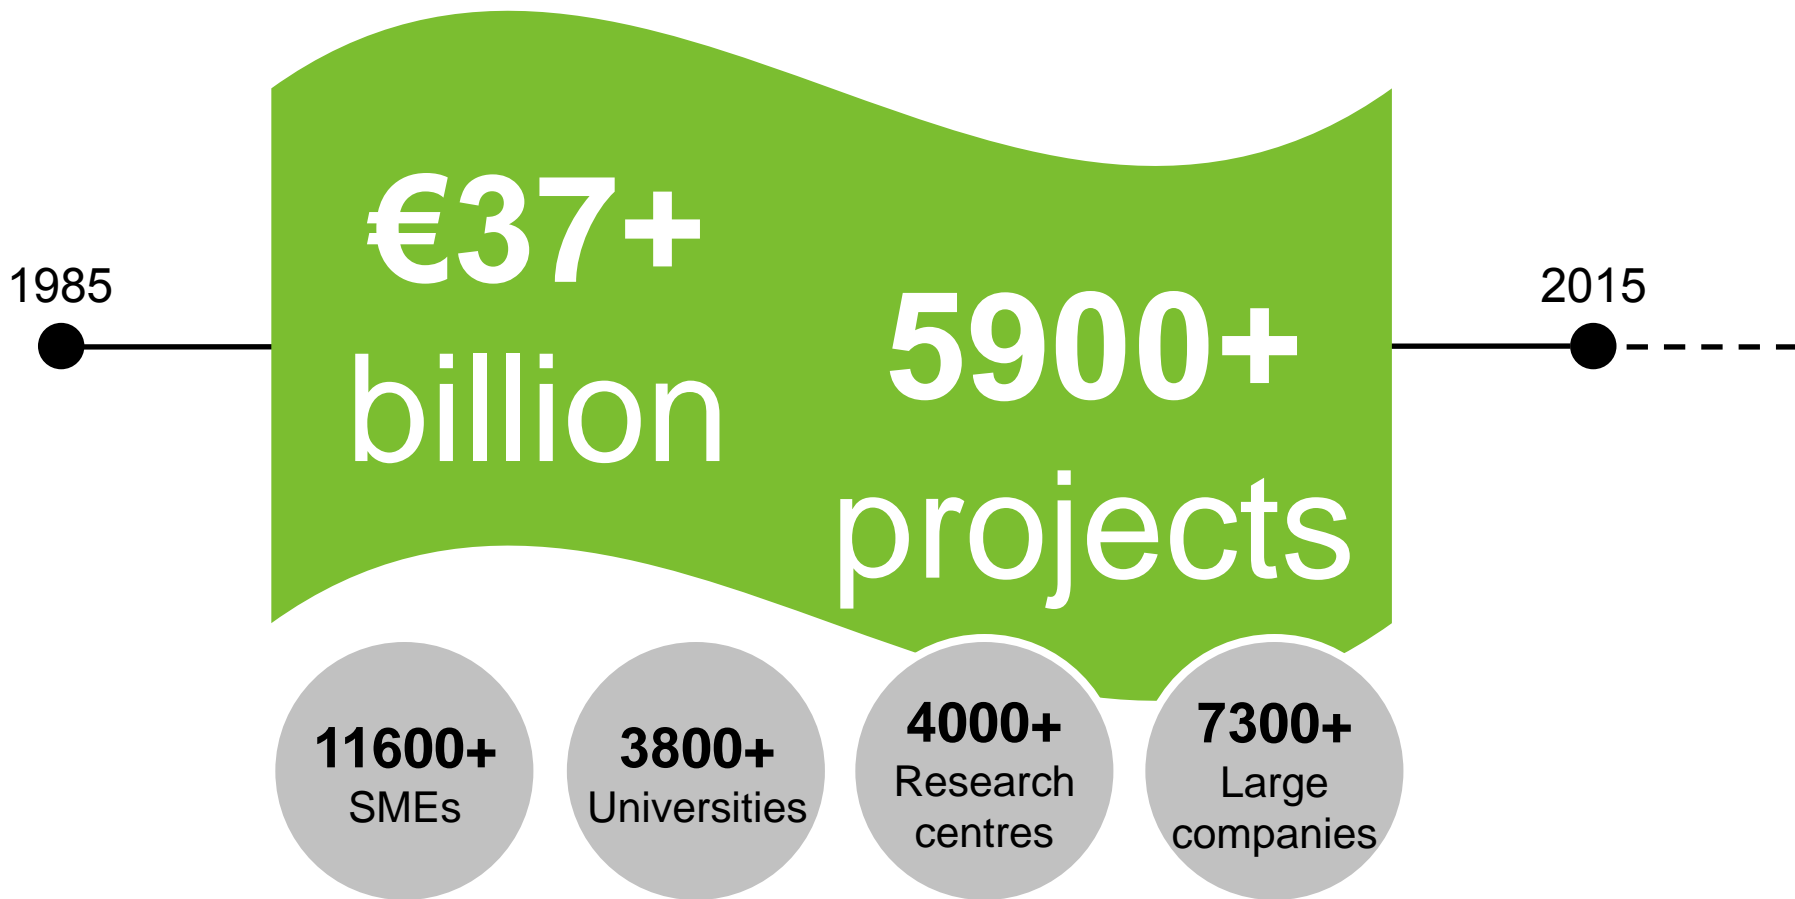 1985
€37+
billion
5900+
projects
2015
11600+
SMEs
3800+
Universities
4000+
Research
centres
7300+
Large
companies